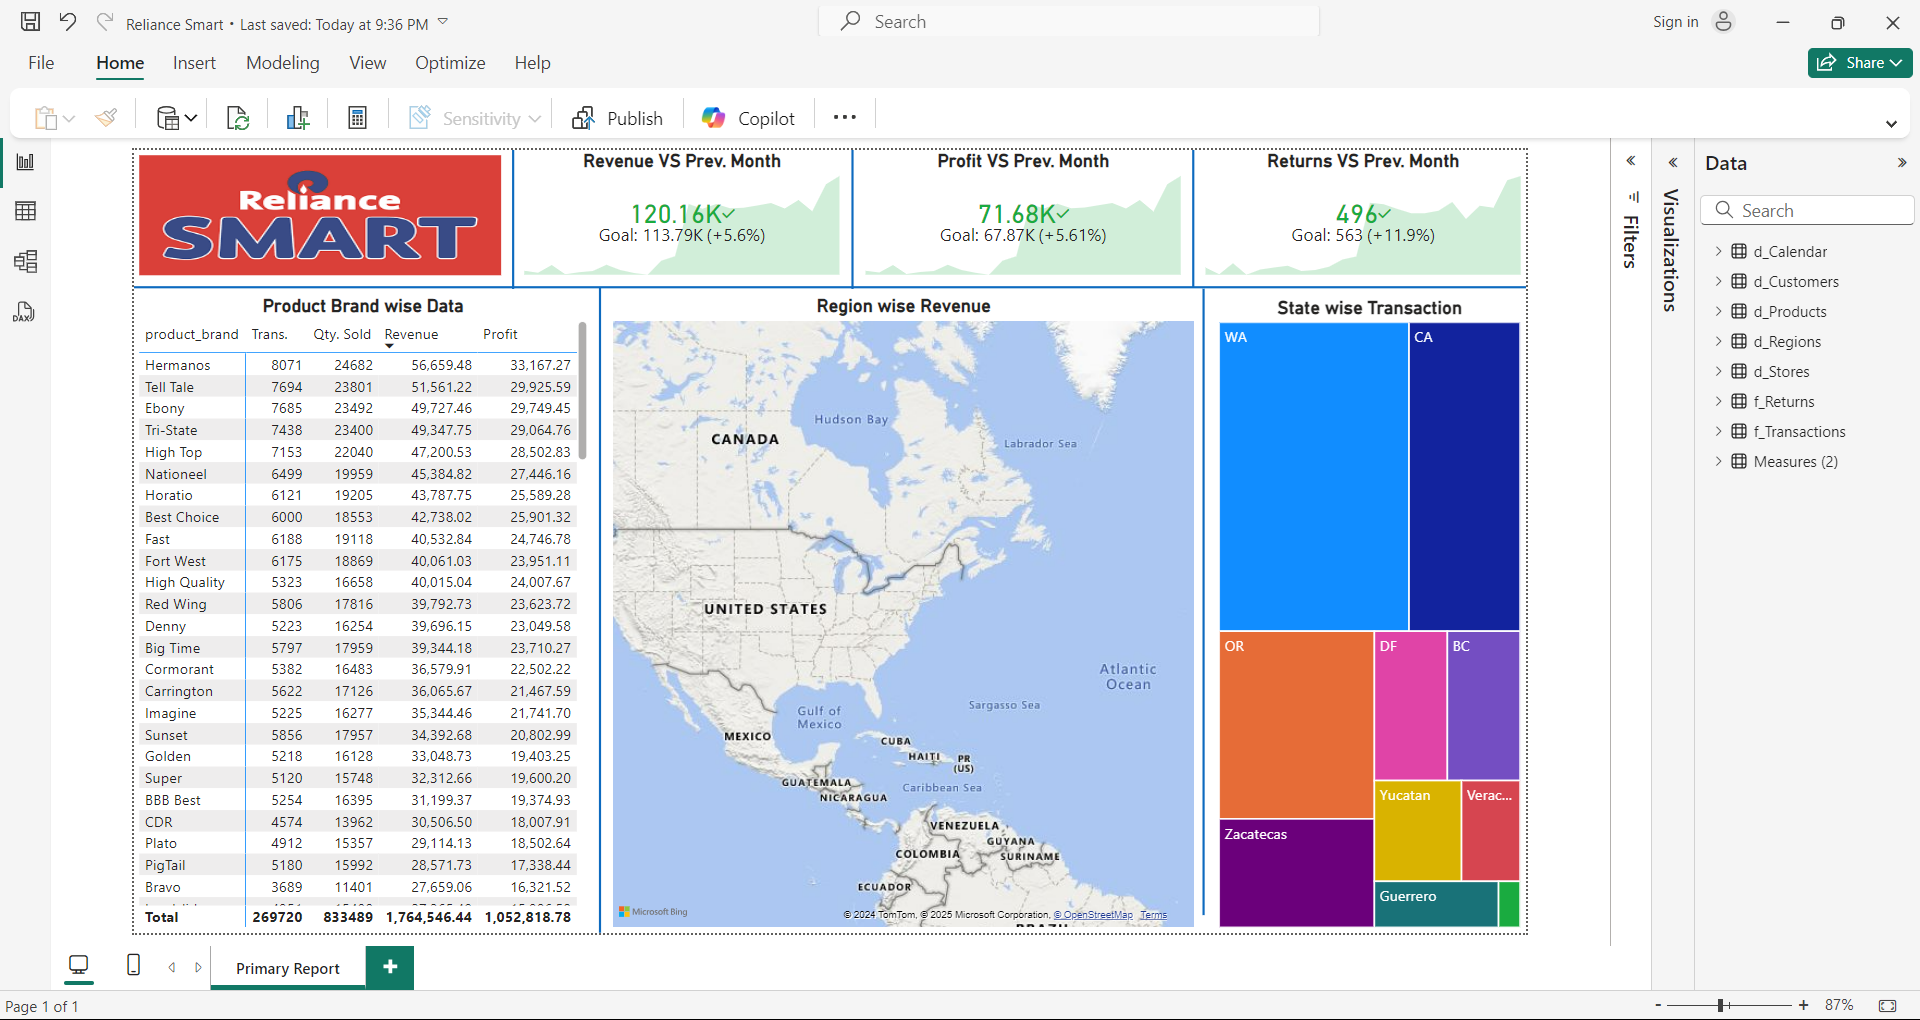 Reliance Smart • Last saved: Today at 9:36 PM
Search
Sign in
File Home Insert Modeling View Optimize Help
Share
Sensitivity
Publish
Copilot
Reliance
SMART
Revenue VS Prev. Month
120.16K
Goal: 113.79K (+5.6%)
Profit VS Prev. Month
71.68K
Goal: 67.87K (+5.61%)
Returns VS Prev. Month
496
Goal: 563 (+11.9%)
Product Brand wise Data
product_brand Trans. Qty. Sold Revenue Profit
Hermanos 8071 24682 56,659.48 33,167.27
Tell Tale 7694 23801 51,561.22 29,925.59
Ebony 7685 23492 49,727.46 29,749.45
Tri-State 7438 23400 49,347.75 29,064.76
High Top 7153 22040 47,200.53 28,502.83
Nationeel 6499 19959 45,384.82 27,446.16
Horatio 6121 19205 43,787.75 25,589.28
Best Choice 6000 18553 42,738.02 25,901.32
Fast 6188 19118 40,532.84 24,746.78
Fort West 6175 18869 40,061.03 23,951.11
High Quality 5323 16658 40,015.04 24,007.67
Red Wing 5806 17816 39,792.73 23,623.72
Denny 5223 16254 39,696.15 23,049.58
Big Time 5797 17959 39,344.18 23,710.27
Cormorant 5382 16483 36,579.91 22,502.22
Carrington 5622 17126 36,065.67 21,467.59
Imagine 5225 16277 35,344.46 21,741.70
Sunset 5856 17957 34,392.68 20,802.99
Golden 5218 16128 33,048.73 19,403.25
Super 5120 15748 32,312.66 19,600.20
BBB Best 5254 16395 31,199.37 19,374.93
CDR 4574 13962 30,506.50 18,007.91
Plato 4912 15357 29,114.13 18,502.64
PigTail 5180 15992 28,571.73 17,338.44
Bravo 3689 11401 27,659.06 16,321.52
Total 269720 833489 1,764,546.44 1,052,818.78
Region wise Revenue
Hudson Bay
CANADA
Labrador Sea
UNITED STATES
Atlantic
Ocean
Sargasso Sea
Gulf of
Mexico
MEXICO
CUBA
HAITI
PR
(US)
GUATEMALA
Caribbean Sea
NICARAGUA
VENEZUELA
GUYANA
COLOMBIA
SURINAME
ECUADOR
BRAZIL
Microsoft Bing
© 2024 TomTom, © 2025 Microsoft Corporation, © OpenStreetMap Terms
State wise Transaction
WA
CA
OR
DF
BC
Yucatan
Verac...
Zacatecas
Guerrero
Filters
Visualizations
Data
Search
d_Calendar
d_Customers
d_Products
d_Regions
d_Stores
f_Returns
f_Transactions
Measures (2)
DAX
Primary Report
Page 1 of 1
- + 87%